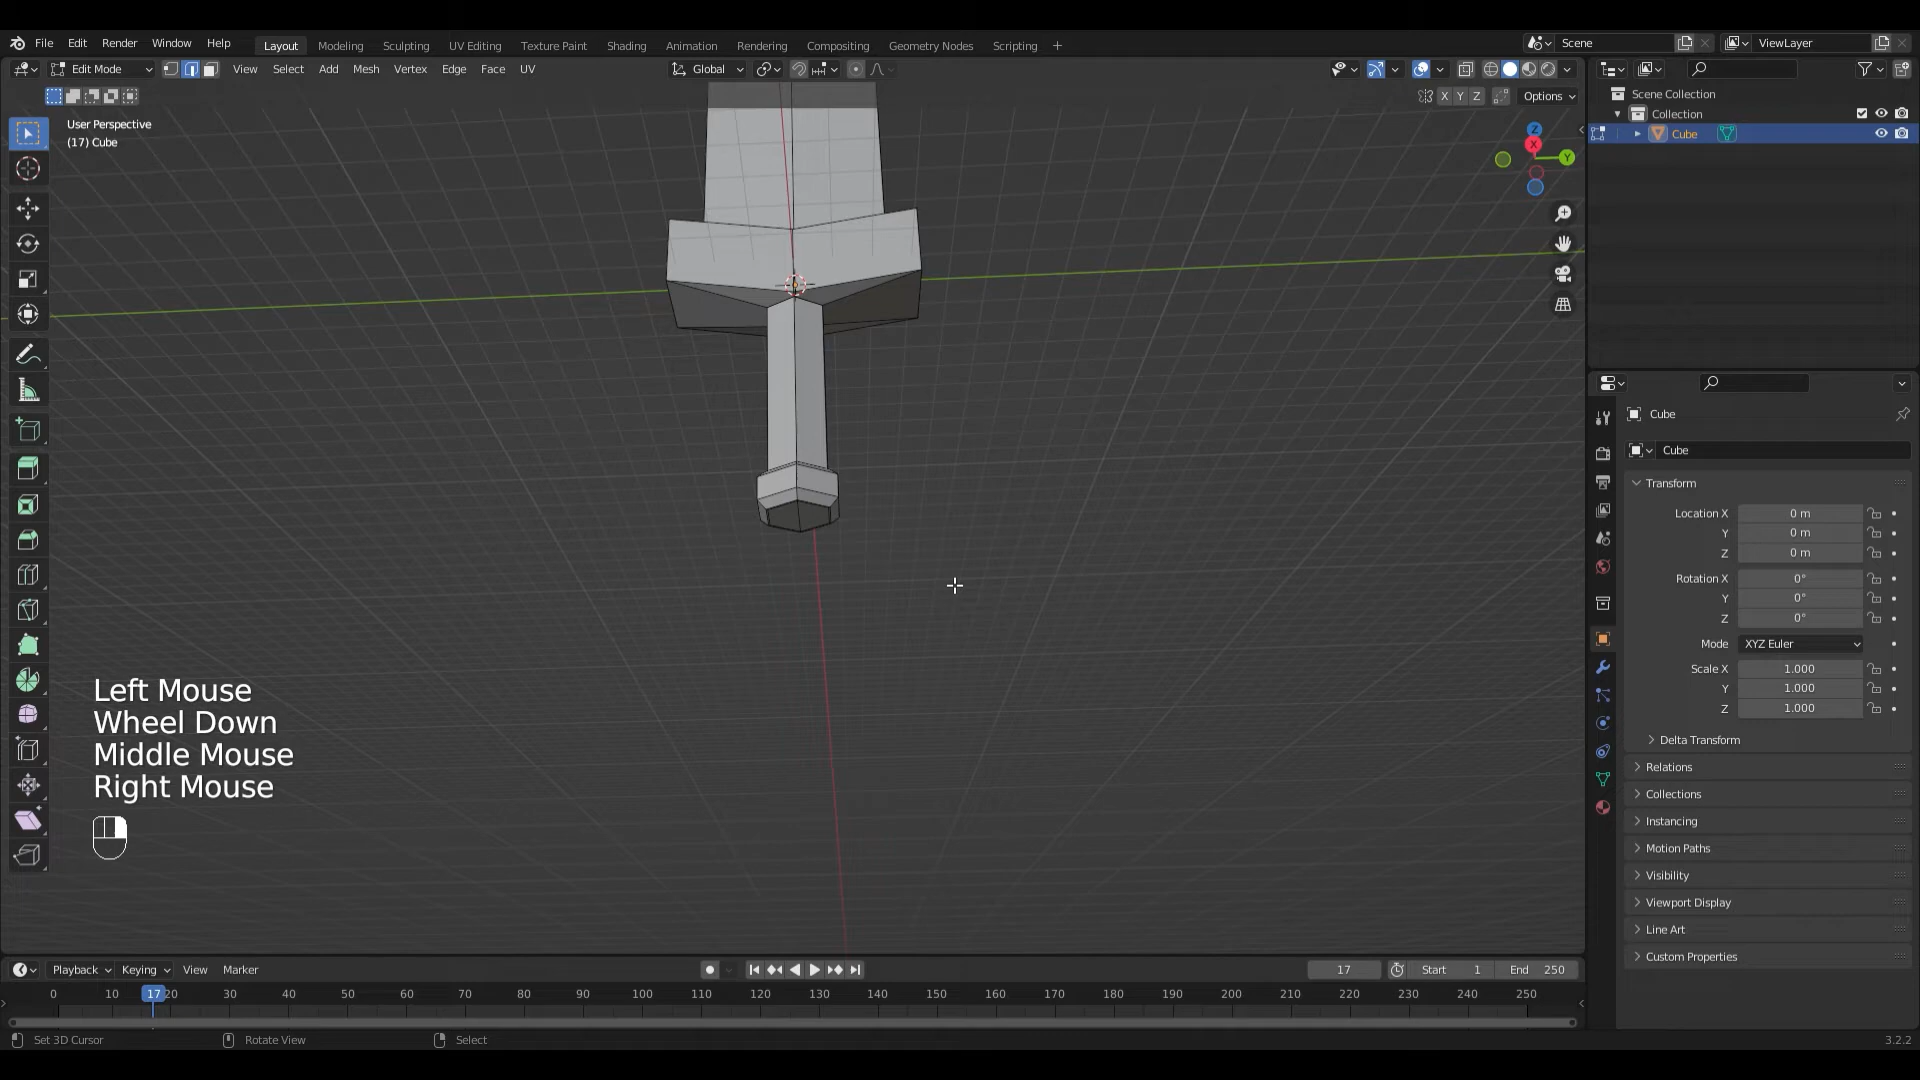 File Edit Render Window Help Layout Modeling Sculpting UV Editing Texture Paint Shading Animation Rendering Compositing Geometry Nodes Scripting + Scene ViewLayer
Edit Mode View Select Add Mesh Vertex Edge Face UV Global
X Y Z Options
User Perspective
(17) Cube
Z
X
Y
Scene Collection
Collection
Cube
Cube
Cube
Transform
Location X 0 m
Y 0 m
Z 0 m
Rotation X 0°
Y 0°
Z 0°
Mode XYZ Euler
Scale X 1.000
Y 1.000
Z 1.000
Delta Transform
Relations
Collections
Instancing
Motion Paths
Visibility
Viewport Display
Line Art
Custom Properties
Left Mouse
Wheel Down
Middle Mouse
Right Mouse
Playback Keying View Marker 17 Start 1 End 250
0 10 17 20 30 40 50 60 70 80 90 100 110 120 130 140 150 160 170 180 190 200 210 220 230 240 250
Set 3D Cursor Rotate View Select 3.2.2